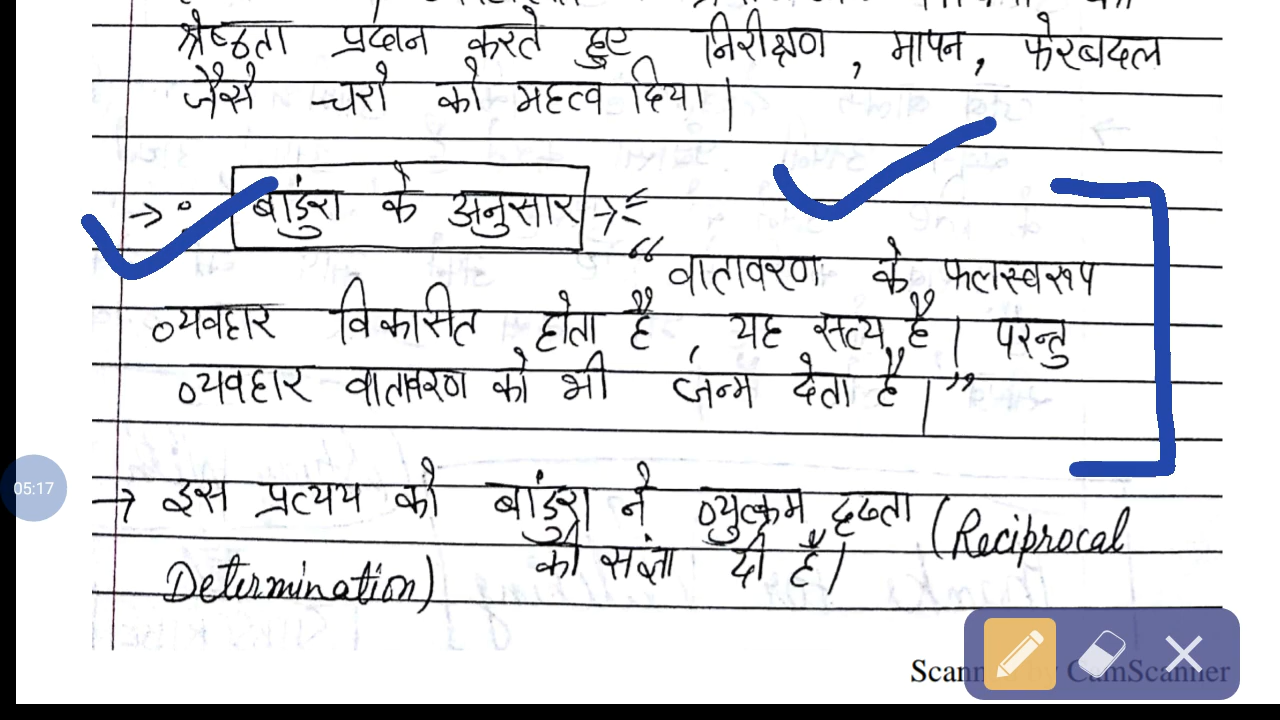 श्रेष्ठता प्रदान करते हुए निरीक्षण, मापन, फेरबदल
जैसे चरो को महत्व दिया।
→ : बांडुरा के अनुसार →:
“वातावरण के फलस्वरूप
व्यवहार विकसित होता है, यह सत्य है। परन्तु
व्यवहार वातावरण को भी जन्म देता है।”
05:17
→ इस प्रत्यय को बांडुरा ने व्युत्क्रम दृढता (Reciprocal
Determination) की संज्ञा दी है।
Scanned by CamScanner